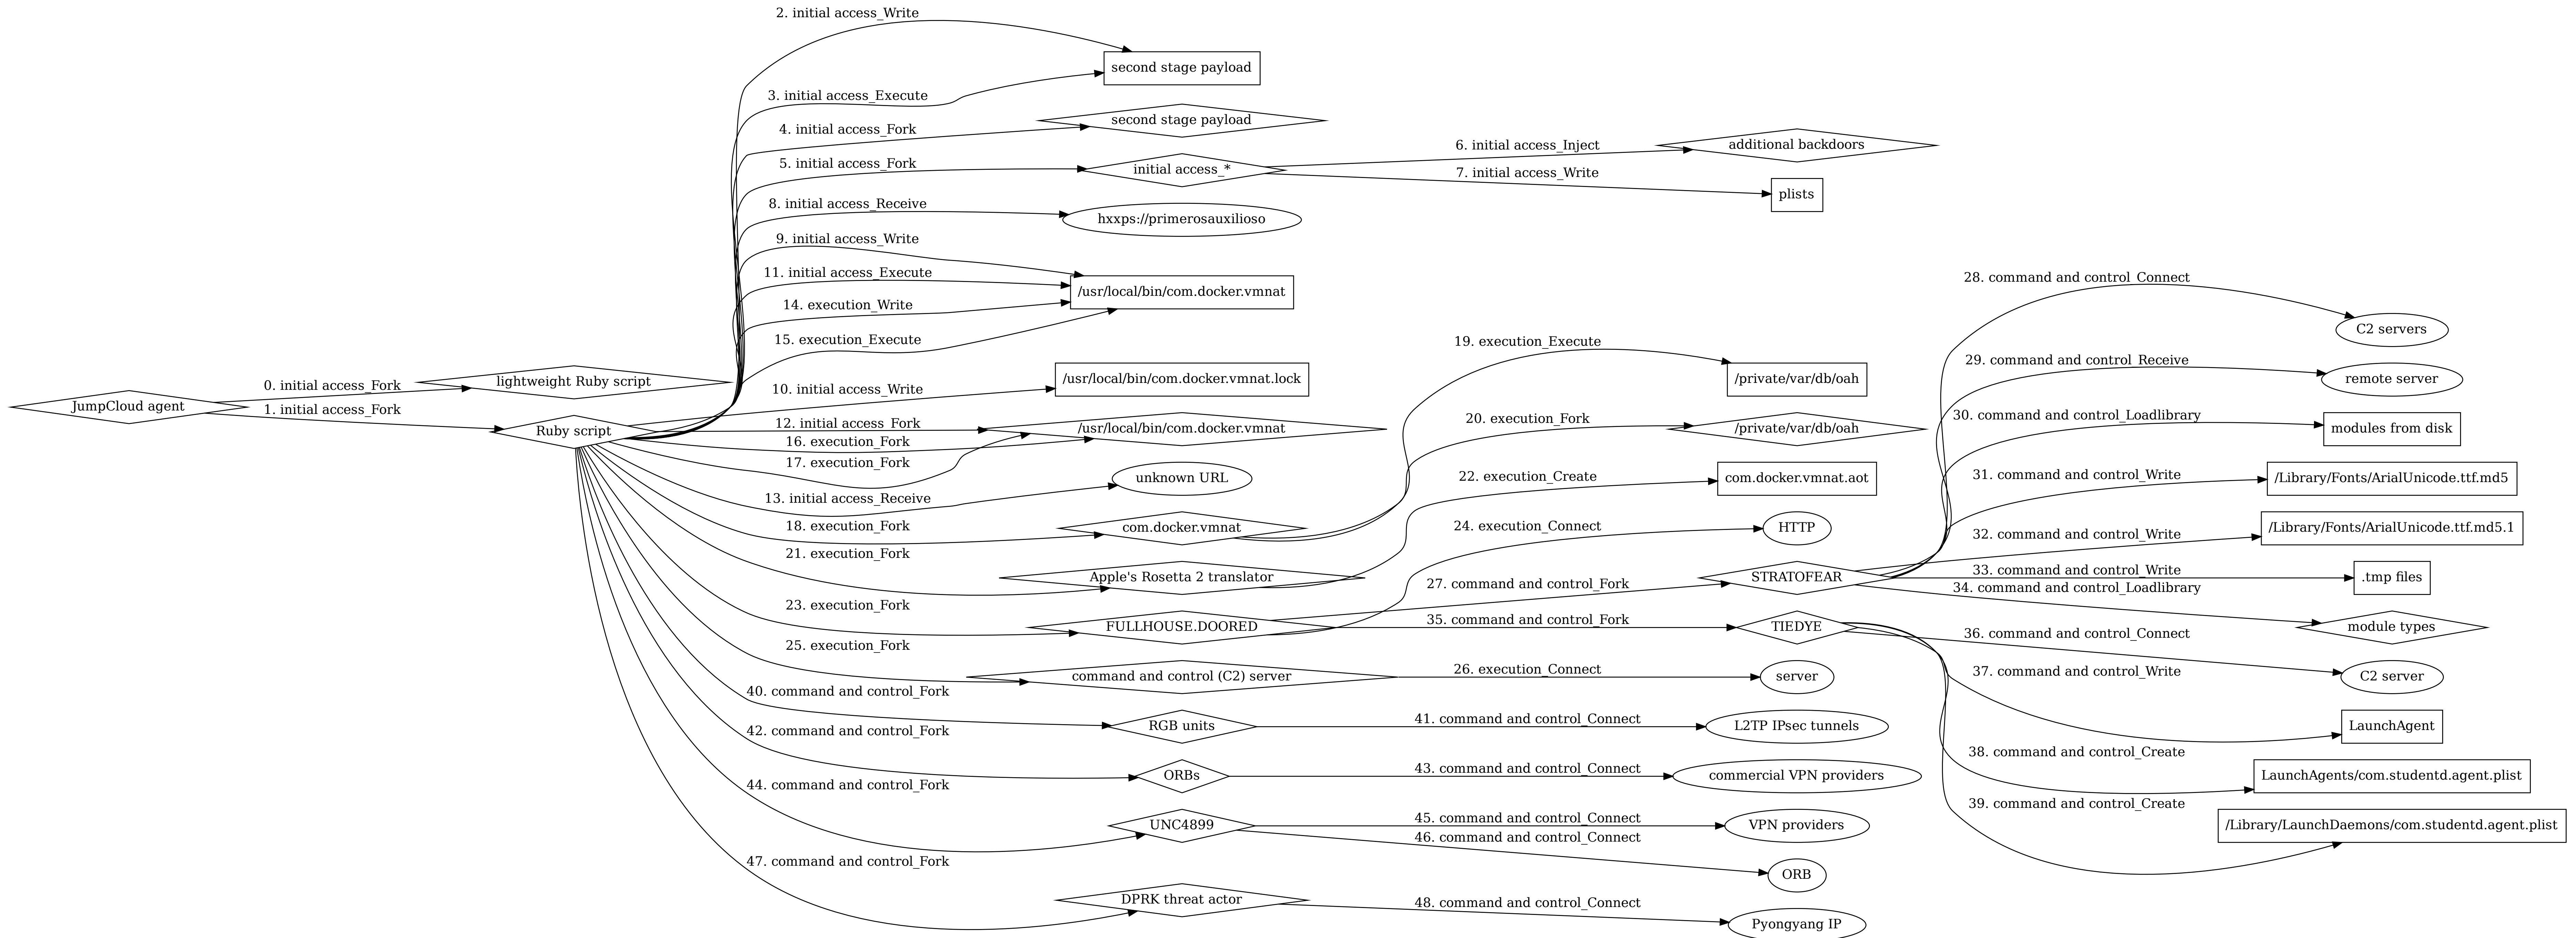 2. initial access_Write
second stage payload
3. initial access_Execute
second stage payload
4. initial access_Fork
6. initial access_Inject
additional backdoors
5. initial access_Fork
initial access_*
7. initial access_Write
plists
8. initial access_Receive
hxxps://primerosauxilioso
9. initial access_Write
11. initial access_Execute
/usr/local/bin/com.docker.vmnat
14. execution_Write
15. execution_Execute
28. command and control_Connect
C2 servers
19. execution_Execute
29. command and control_Receive
remote server
/usr/local/bin/com.docker.vmnat.lock
/private/var/db/oah
10. initial access_Write
lightweight Ruby script
0. initial access_Fork
JumpCloud agent
1. initial access_Fork
Ruby script
12. initial access_Fork
/usr/local/bin/com.docker.vmnat
16. execution_Fork
17. execution_Fork
20. execution_Fork
/private/var/db/oah
30. command and control_Loadlibrary
modules from disk
13. initial access_Receive
unknown URL
22. execution_Create
com.docker.vmnat.aot
31. command and control_Write
/Library/Fonts/ArialUnicode.ttf.md5
18. execution_Fork
com.docker.vmnat
24. execution_Connect
HTTP
32. command and control_Write
/Library/Fonts/ArialUnicode.ttf.md5.1
21. execution_Fork
Apple's Rosetta 2 translator
27. command and control_Fork
STRATOFEAR
33. command and control_Write
.tmp files
34. command and control_Loadlibrary
module types
23. execution_Fork
FULLHOUSE.DOORED
35. command and control_Fork
TIEDYE
36. command and control_Connect
C2 server
25. execution_Fork
command and control (C2) server
26. execution_Connect
server
37. command and control_Write
LaunchAgent
40. command and control_Fork
RGB units
41. command and control_Connect
L2TP IPsec tunnels
38. command and control_Create
LaunchAgents/com.studentd.agent.plist
42. command and control_Fork
ORBs
43. command and control_Connect
commercial VPN providers
39. command and control_Create
/Library/LaunchDaemons/com.studentd.agent.plist
44. command and control_Fork
UNC4899
45. command and control_Connect
VPN providers
46. command and control_Connect
ORB
47. command and control_Fork
DPRK threat actor
48. command and control_Connect
Pyongyang IP